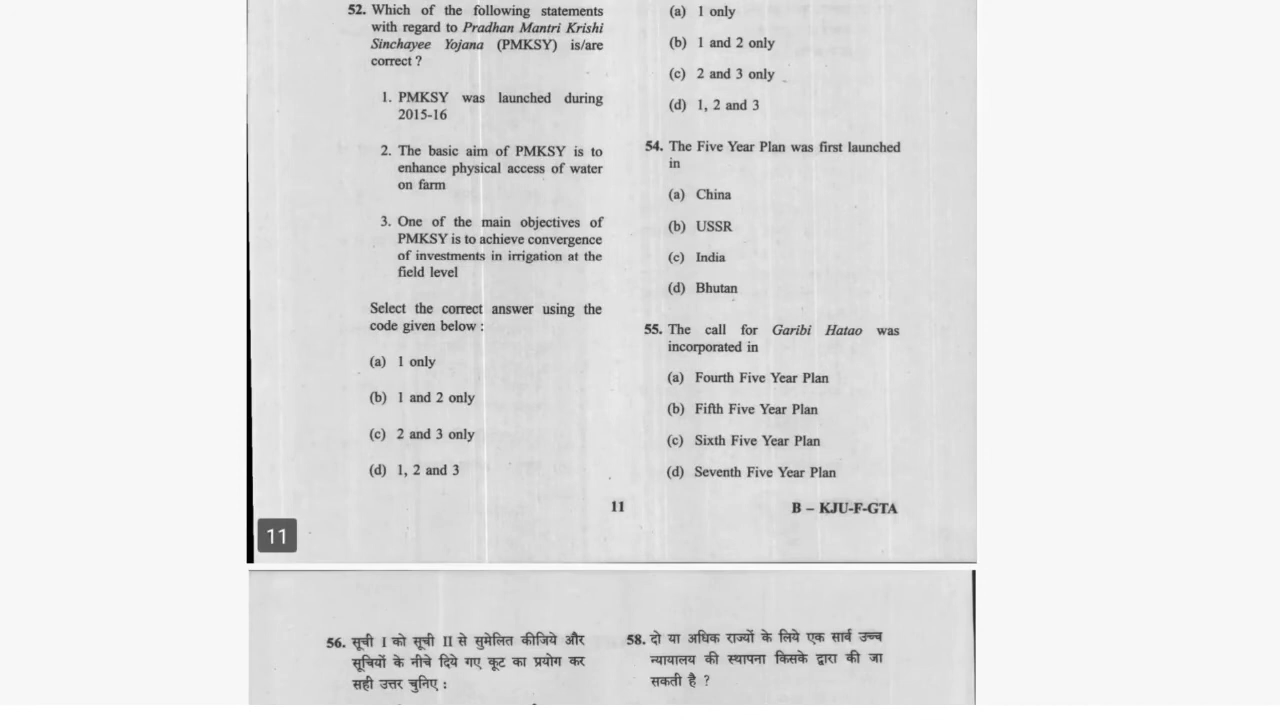 52. Which of the following statements
with regard to Pradhan Mantri Krishi
Sinchayee Yojana (PMKSY) is/are
correct ?
1. PMKSY was launched during
2015-16
2. The basic aim of PMKSY is to
enhance physical access of water
on farm
3. One of the main objectives of
PMKSY is to achieve convergence
of investments in irrigation at the
field level
Select the correct answer using the
code given below :
(a) 1 only
(b) 1 and 2 only
(c) 2 and 3 only
(d) 1, 2 and 3
(a) 1 only
(b) 1 and 2 only
(c) 2 and 3 only
(d) 1, 2 and 3
54. The Five Year Plan was first launched
in
(a) China
(b) USSR
(c) India
(d) Bhutan
55. The call for Garibi Hatao was
incorporated in
(a) Fourth Five Year Plan
(b) Fifth Five Year Plan
(c) Sixth Five Year Plan
(d) Seventh Five Year Plan
11
B – KJU-F-GTA
11
56. सूची I को सूची II से सुमेलित कीजिये और
सूचियों के नीचे दिये गए कूट का प्रयोग कर
सही उत्तर चुनिए :
58. दो या अधिक राज्यों के लिये एक सार्व उच्च
न्यायालय की स्थापना किसके द्वारा की जा
सकती है ?